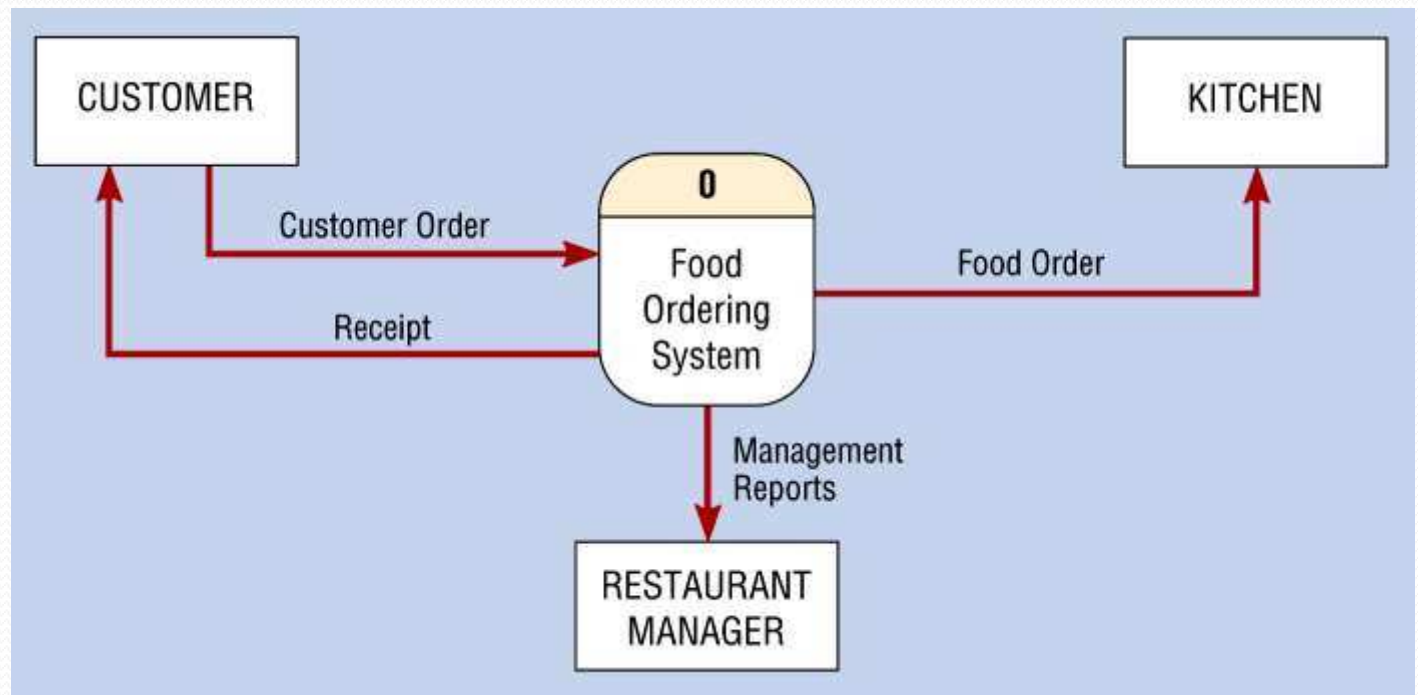 CUSTOMER
KITCHEN
0
Customer Order
Food
Ordering
System
Food Order
Receipt
Management
Reports
RESTAURANT
MANAGER